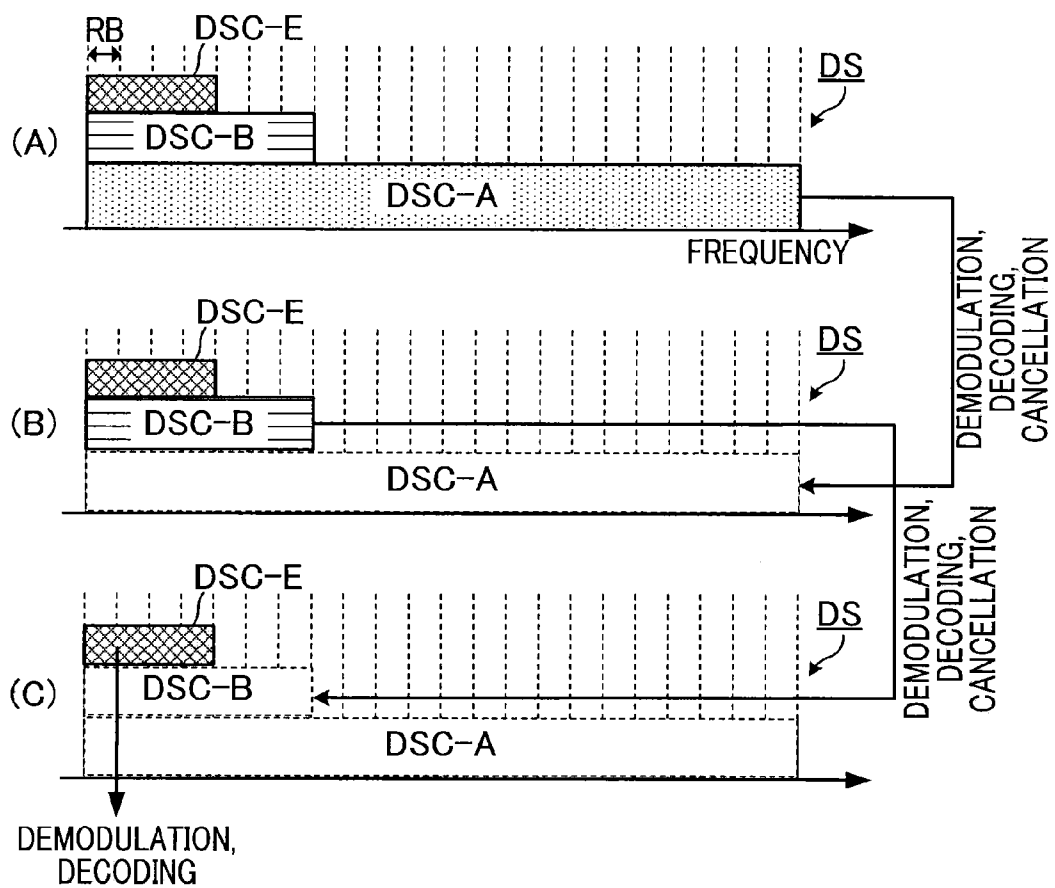 RB
DSC-E
DS
(A)
DSC-B
DSC-A
FREQUENCY
DEMODULATION,
DECODING,
CANCELLATION
DSC-E
DS
(B)
DSC-B
DSC-A
DEMODULATION,
DECODING,
CANCELLATION
DSC-E
DS
(C)
DSC-B
DSC-A
DEMODULATION,
DECODING